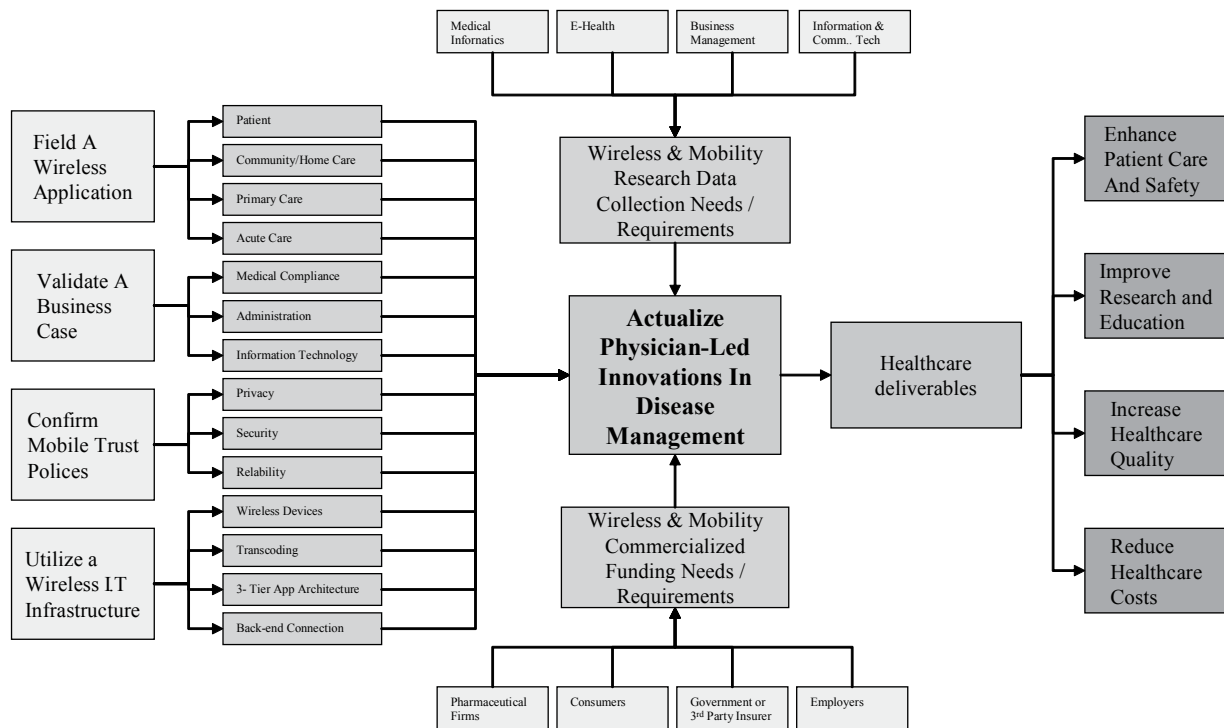 Medical
Infornatics
E-Health
Business
Management
Information &
Comm.. Tech
Field A
Wireless
Application
Patient
Community/Home Care
Primary Care
Acute Care
Validate A
Business
Case
Medical Compliance
Administration
Information Technology
Confirm
Mobile Trust
Polices
Privacy
Security
Relability
Utilize a
Wireless I.T
Infrastructure
Wireless Devices
Transcoding
3- Tier App Architecture
Back-end Connection
Wireless & Mobility
Research Data
Collection Needs /
Requirements
Actualize
Physician-Led
Innovations In
Disease
Management
Wireless & Mobility
Commercialized
Funding Needs /
Requirements
Pharmaceutical
Firms
Consumers
Government or
3rd Party Insurer
Employers
Healthcare
deliverables
Enhance
Patient Care
And Safety
Improve
Research and
Education
Increase
Healthcare
Quality
Reduce
Healthcare
Costs